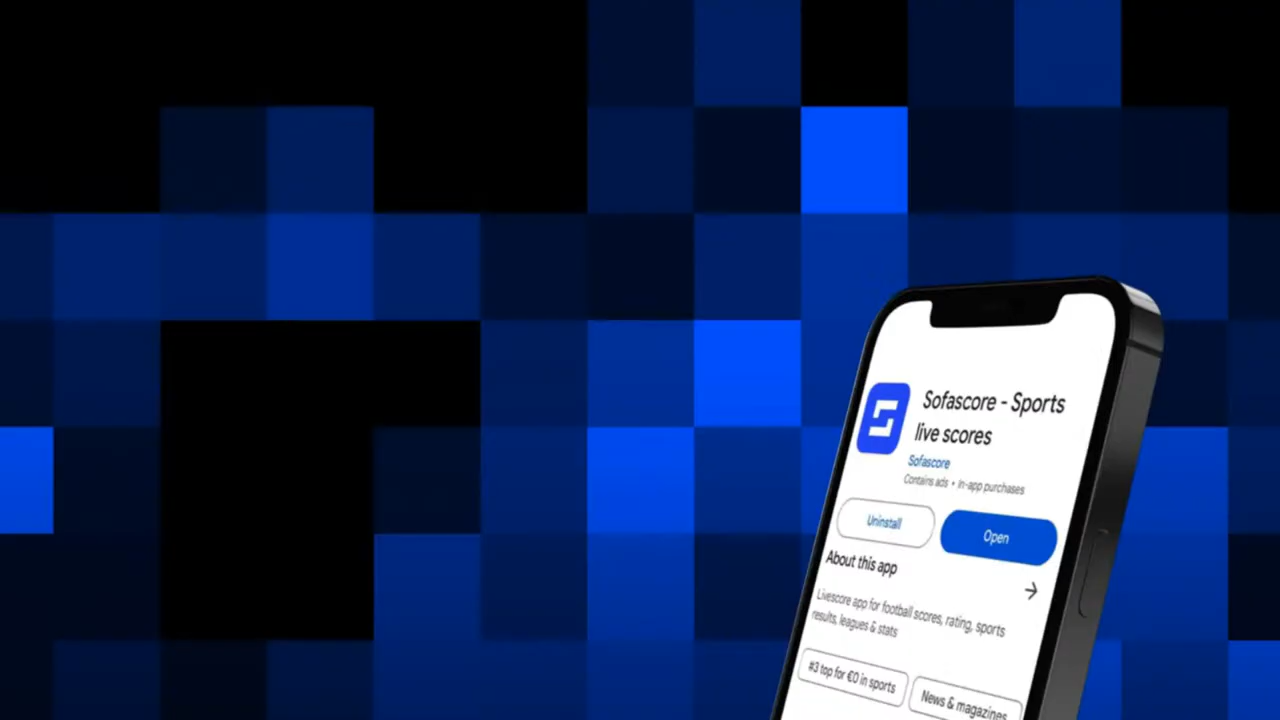 Sofascore - Sports
live scores
Sofascore
Contains ads • In-app purchases
Uninstall
Open
About this app
Livescore app for football scores, rating, sports
results, leagues & stats
#3 top for €0 in sports
News & magazines